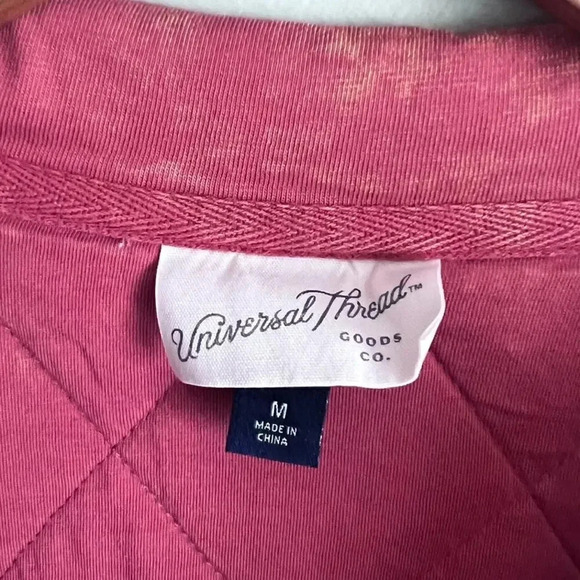 Universal Thread™
GOODS
CO.
M
MADE IN
CHINA